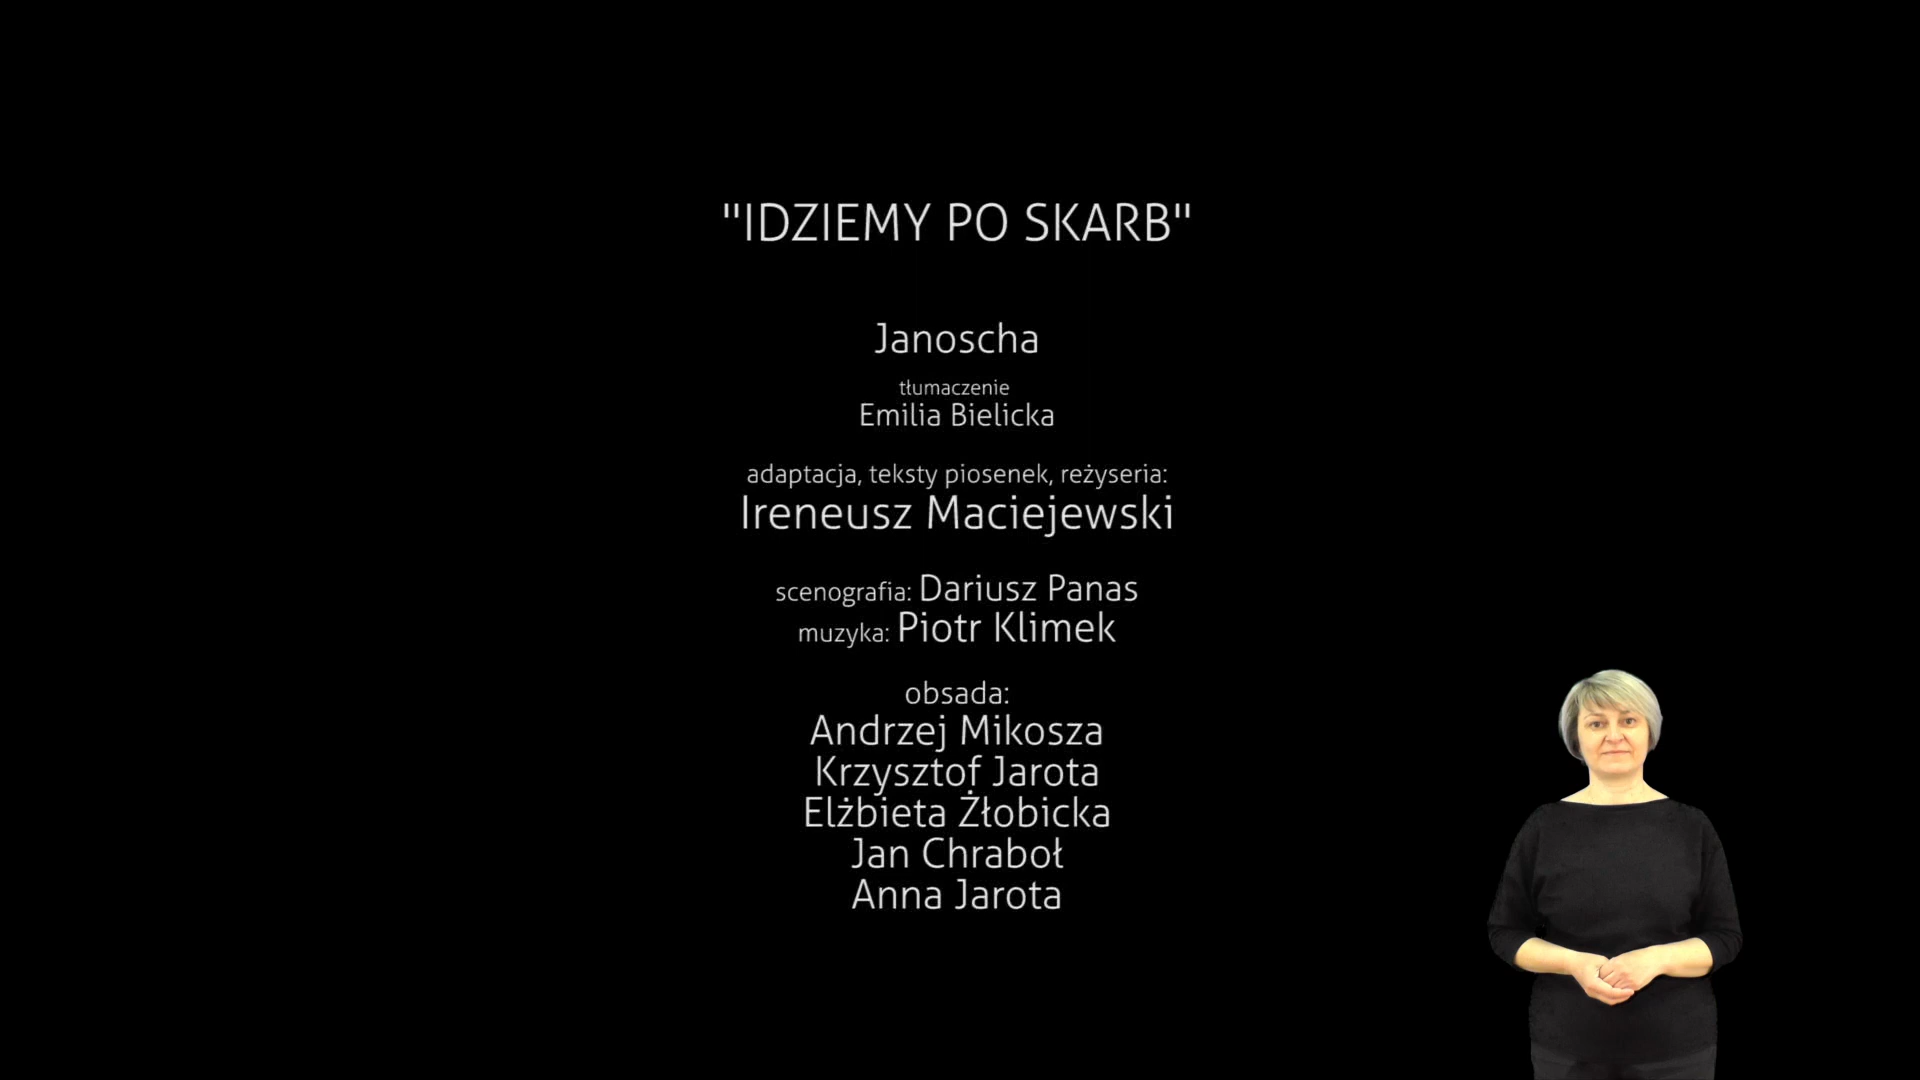 "IDZIEMY PO SKARB"
Janoscha
tłumaczenie
Emilia Bielicka
adaptacja, teksty piosenek, reżyseria:
Ireneusz Maciejewski
scenografia: Dariusz Panas
muzyka: Piotr Klimek
obsada:
Andrzej Mikosza
Krzysztof Jarota
Elżbieta Żłobicka
Jan Chraboł
Anna Jarota